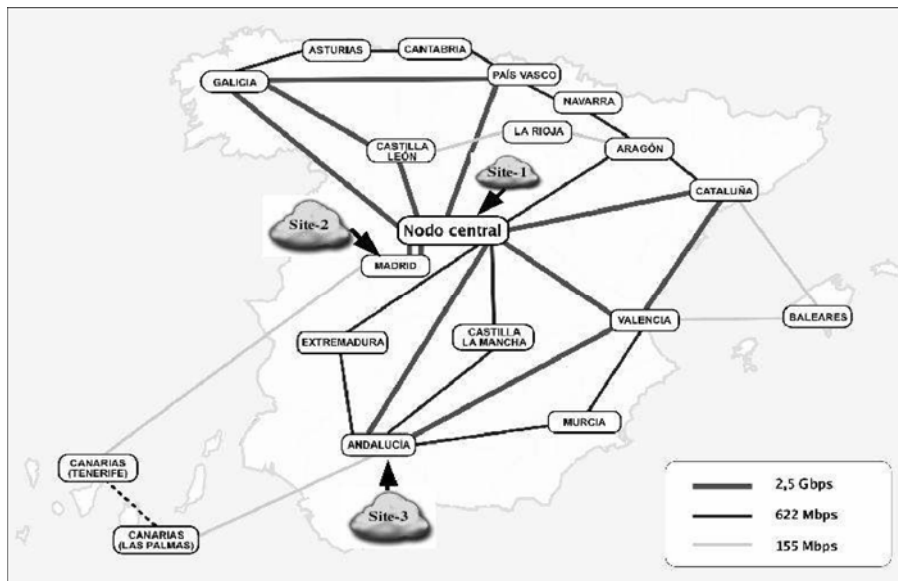 ASTURIAS
CANTABRIA
GALICIA
PAÍS VASCO
NAVARRA
LA RIOJA
CASTILLA
LEÓN
ARAGÓN
Site-1
CATALUÑA
Site-2
Nodo central
MADRID
EXTREMADURA
CASTILLA
LA MANCHA
VALENCIA
BALEARES
MURCIA
ANDALUCÍA
CANARIAS
(TENERIFE)
CANARIAS
(LAS PALMAS)
Site-3
2,5 Gbps
622 Mbps
155 Mbps